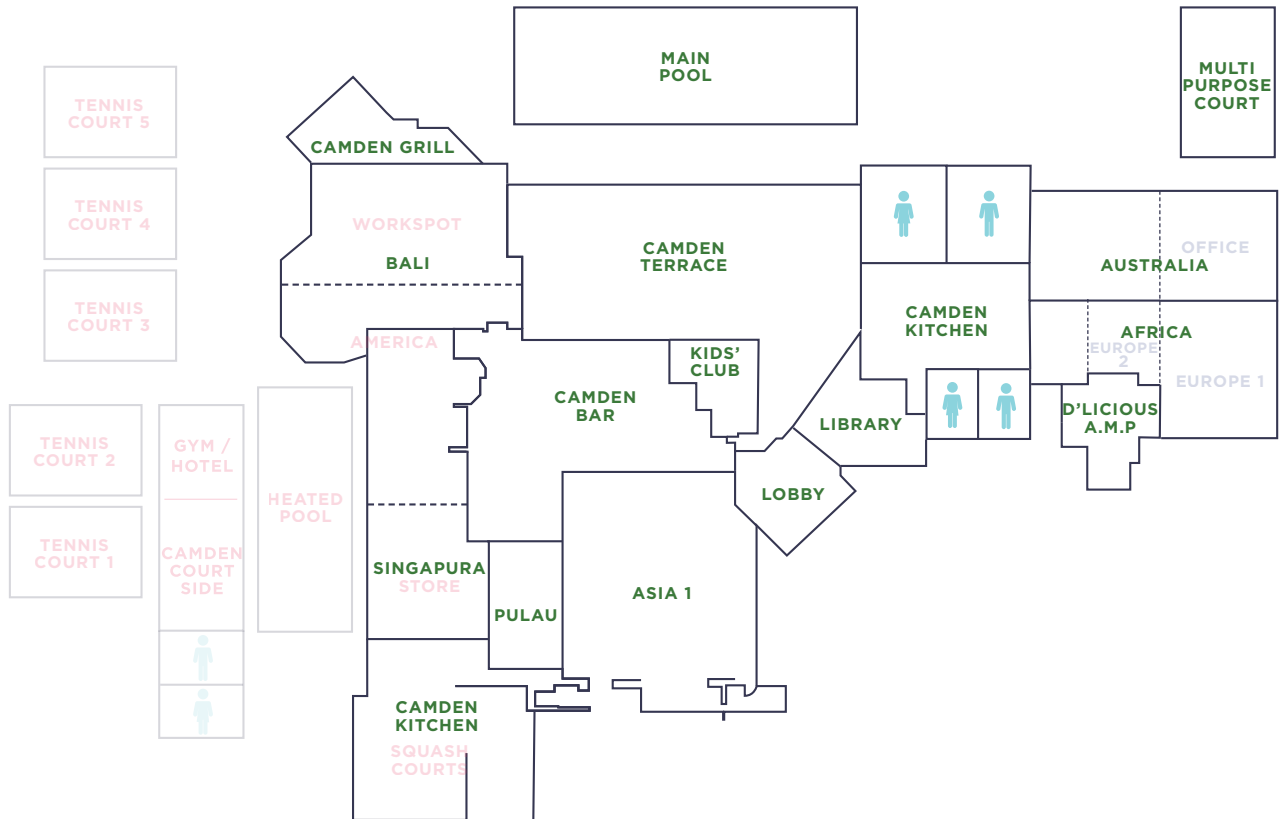 MAIN
POOL
MULTI
PURPOSE
COURT
TENNIS
COURT 5
CAMDEN GRILL
TENNIS
COURT 4
WORKSPOT
BALI
CAMDEN
TERRACE
OFFICE
AUSTRALIA
TENNIS
COURT 3
AMERICA
CAMDEN
KITCHEN
AFRICA
EUROPE
2
EUROPE 1
KIDS'
CLUB
CAMDEN
BAR
LIBRARY
D'LICIOUS
A.M.P
TENNIS
COURT 2
GYM /
HOTEL
HEATED
POOL
LOBBY
TENNIS
COURT 1
CAMDEN
COURT
SIDE
SINGAPURA
STORE
PULAU
ASIA 1
CAMDEN
KITCHEN
SQUASH
COURTS